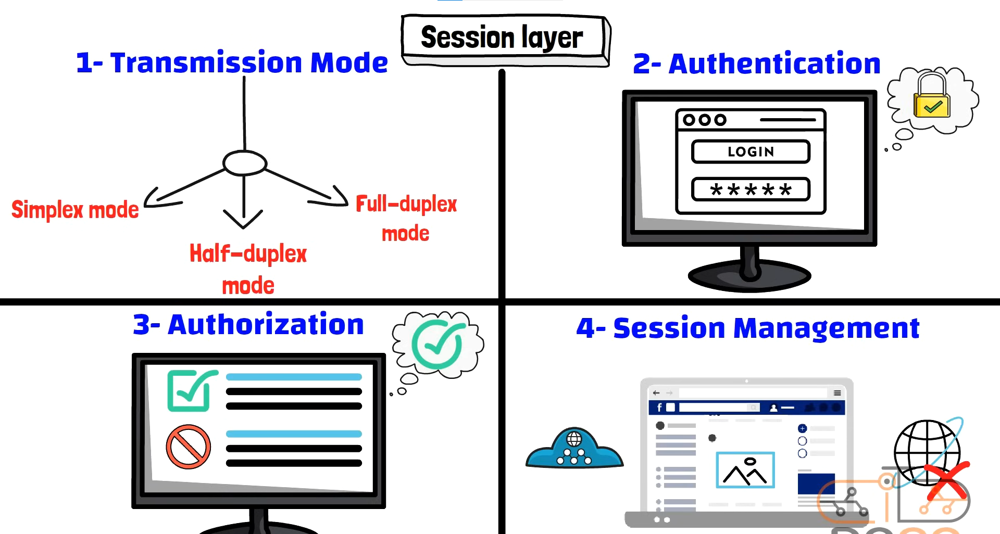 Session layer
1- Transmission Mode
Simplex mode
Half-duplex
mode
Full-duplex
mode
2- Authentication
LOGIN
*****
3- Authorization
4- Session Management
f